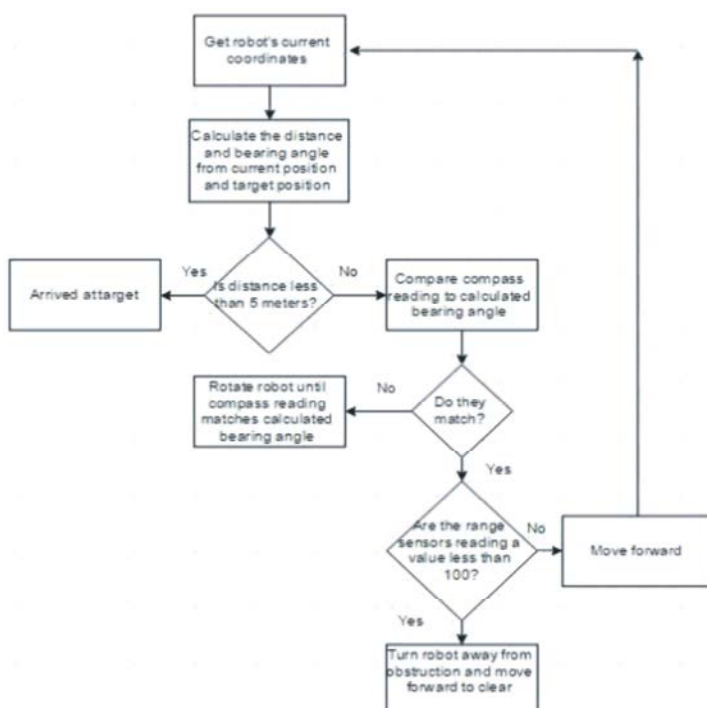 Get robot's current
coordinates
Calculate the distance
and bearing angle
from current position
and target position
Yes
Is distance less
than 5 meters?
No
Arrived attarget
Compare compass
reading to calculated
bearing angle
Rotate robot until
compass reading
matches calculated
bearing angle
No
Do they
match?
Yes
Are the range
sensors reading a
value less than
100?
No
Move forward
Yes
Turn robot away from
obstruction and move
forward to clear